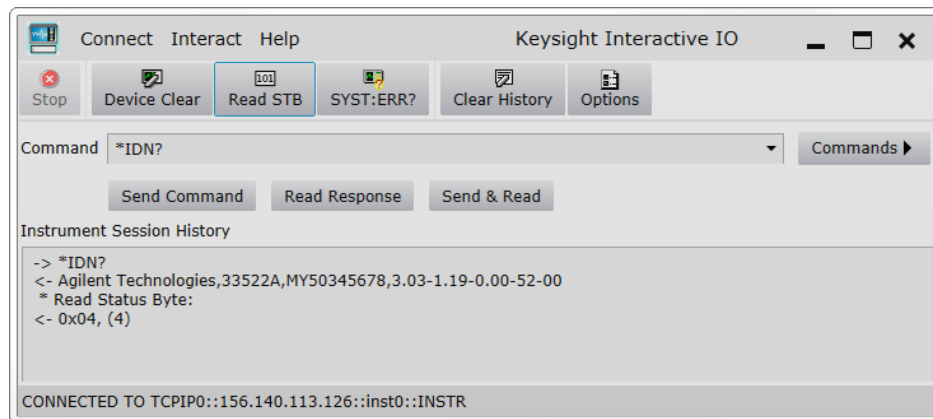 Connect Interact Help Keysight Interactive IO
101
Stop Device Clear Read STB SYST:ERR? Clear History Options
Command *IDN? Commands
Send Command Read Response Send & Read
Instrument Session History
-> *IDN?
<- Agilent Technologies,33522A,MY50345678,3.03-1.19-0.00-52-00
* Read Status Byte:
<- 0x04, (4)
CONNECTED TO TCPIP0::156.140.113.126::inst0::INSTR